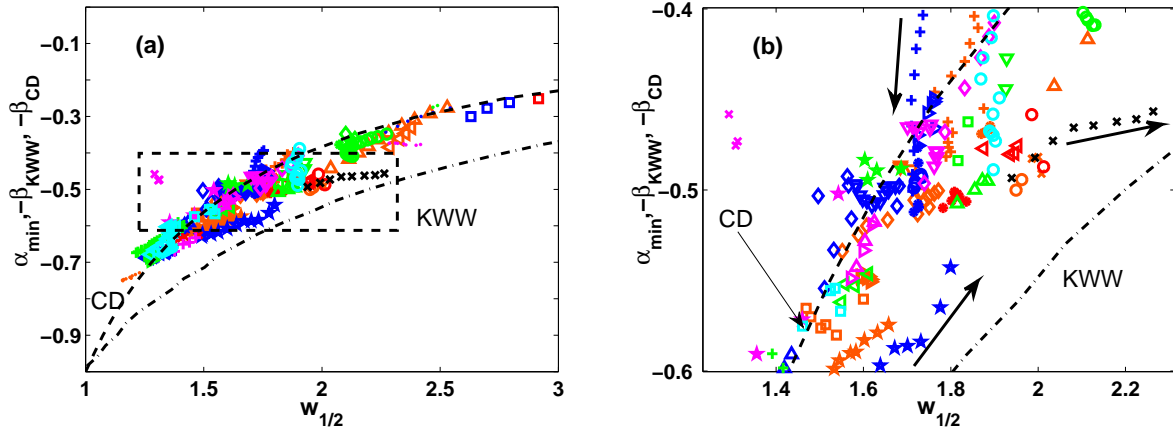 (a)
−0.1
−0.3
−0.5
−0.7
−0.9
α_min, −β_KWW, −β_CD
CD
KWW
1
1.5
2
2.5
3
w_1/2
(b)
−0.4
−0.5
−0.6
α_min, −β_KWW, −β_CD
CD
KWW
1.4
1.6
1.8
2
2.2
w_1/2